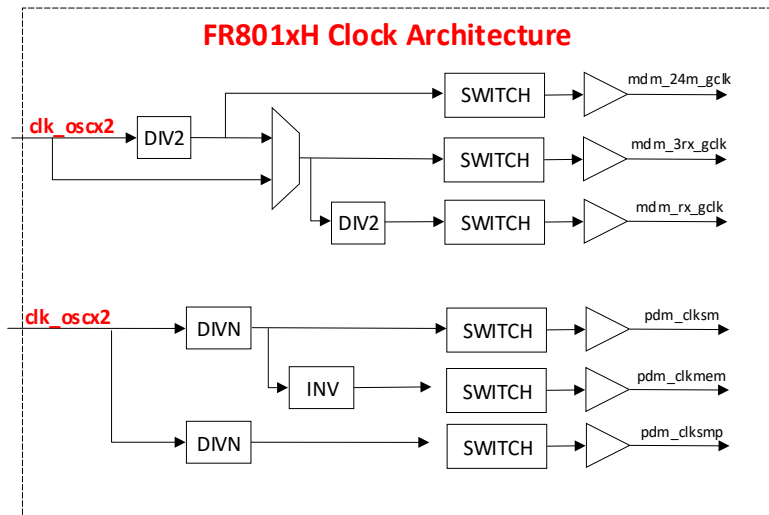 FR801xH Clock Architecture
mdm_24m_gclk
SWITCH
clk_oscx2
DIV2
mdm_3rx_gclk
SWITCH
mdm_rx_gclk
DIV2
SWITCH
clk_oscx2
DIVN
pdm_clksm
SWITCH
INV
pdm_clkmem
SWITCH
DIVN
pdm_clksmp
SWITCH